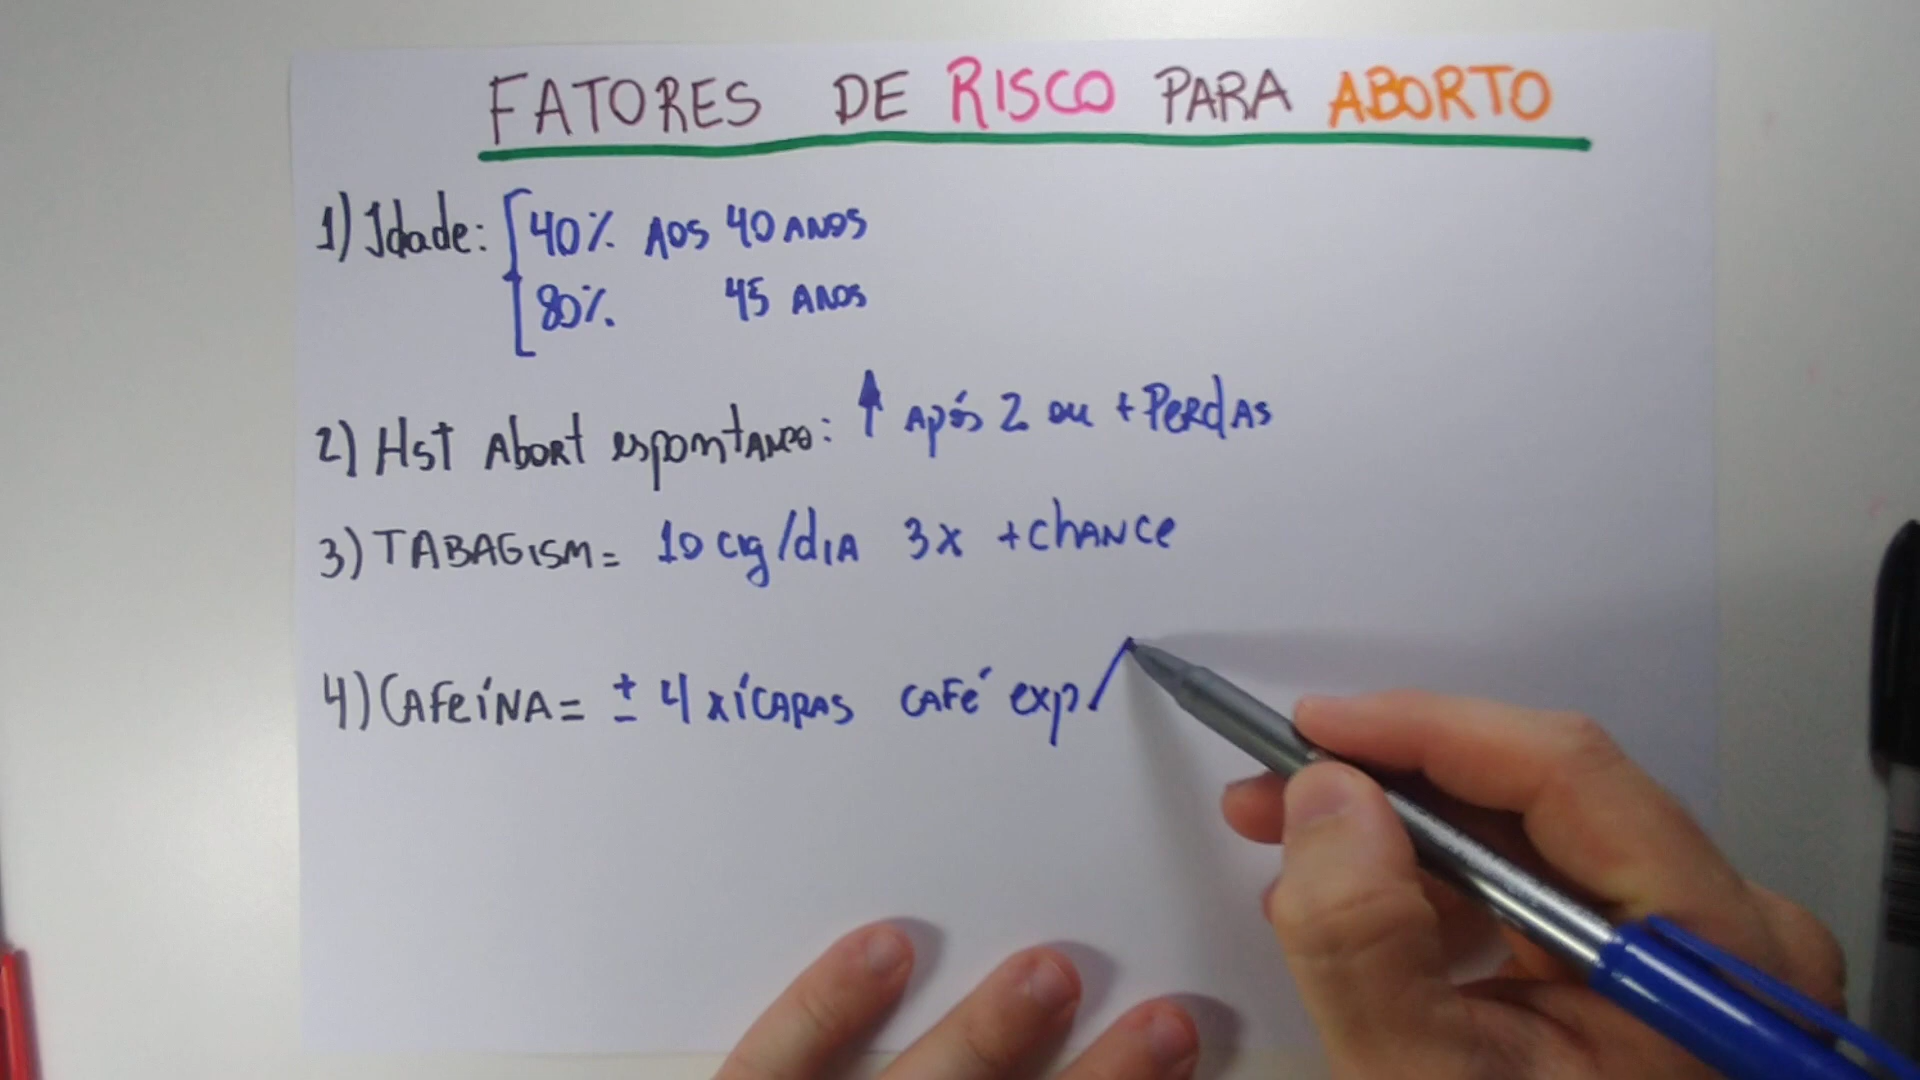 FATORES DE RISCO PARA ABORTO
1) Idade: 40% AOS 40 ANOS
80% 45 ANOS
2) Hst Abort espontaneo: ↑ Após 2 ou + Perdas
3) TABAGISM = 10 cig/dia 3x + chance
4) CAFEÍNA = ± 4 xícaras café exp/